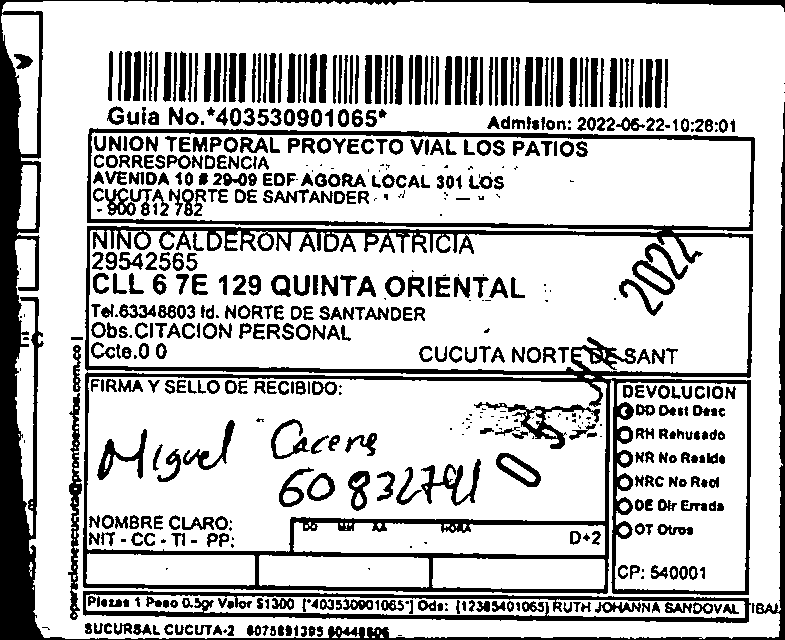 Guia No.*403530901065*
Admision: 2022-06-22-10:28:01
UNION TEMPORAL PROYECTO VIAL LOS PATIOS
CORRESPONDENCIA
AVENIDA 10 # 29-09 EDF AGORA LOCAL 301 LOS
CUCUTA NORTE DE SANTANDER
- 900 812 782
NINO CALDERON AIDA PATRICIA
29542565
CLL 6 7E 129 QUINTA ORIENTAL
Tel.63348803 Id. NORTE DE SANTANDER
Obs.CITACION PERSONAL
Ccte.0 0
CUCUTA NORTE DE SANT
2022
operacionescucuta@prontoenvios.com.co |
FIRMA Y SELLO DE RECIBIDO:
Miguel
60832791
NOMBRE CLARO:
NIT - CC - TI - PP:
DD MM AA HORA
D+2
DEVOLUCION
DD Dest Desc
RH Rehusado
NR No Reside
NRC No Recl
DE Dir Errada
OT Otros
CP: 540001
Piezas 1 Peso 0.5gr Valor $1300 [*403530901065*] Ods: [12385401065] RUTH JOHANNA SANDOVAL TIBA
SUCURSAL CUCUTA-2